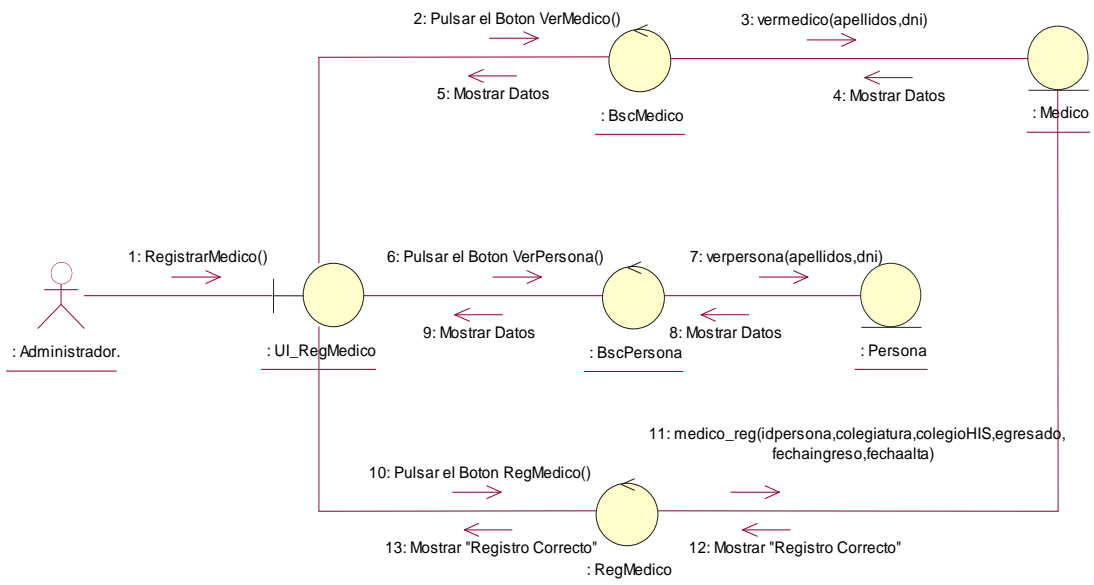 2: Pulsar el Boton VerMedico()
3: vermedico(apellidos,dni)
5: Mostrar Datos
4: Mostrar Datos
: BscMedico
: Medico
1: RegistrarMedico()
6: Pulsar el Boton VerPersona()
7: verpersona(apellidos,dni)
9: Mostrar Datos
8: Mostrar Datos
: Administrador.
: UI_RegMedico
: BscPersona
: Persona
11: medico_reg(idpersona,colegiatura,colegioHIS,egresado,
fechaingreso,fechaalta)
10: Pulsar el Boton RegMedico()
13: Mostrar "Registro Correcto"
12: Mostrar "Registro Correcto"
: RegMedico